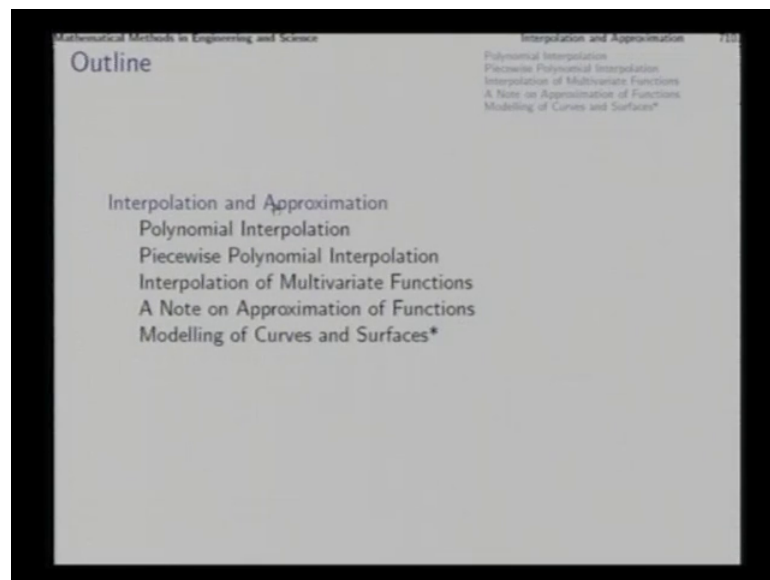 Mathematical Methods in Engineering and Science
Interpolation and Approximation
710
Outline
Polynomial Interpolation
Piecewise Polynomial Interpolation
Interpolation of Multivariate Functions
A Note on Approximation of Functions
Modelling of Curves and Surfaces*
Interpolation and Approximation
Polynomial Interpolation
Piecewise Polynomial Interpolation
Interpolation of Multivariate Functions
A Note on Approximation of Functions
Modelling of Curves and Surfaces*